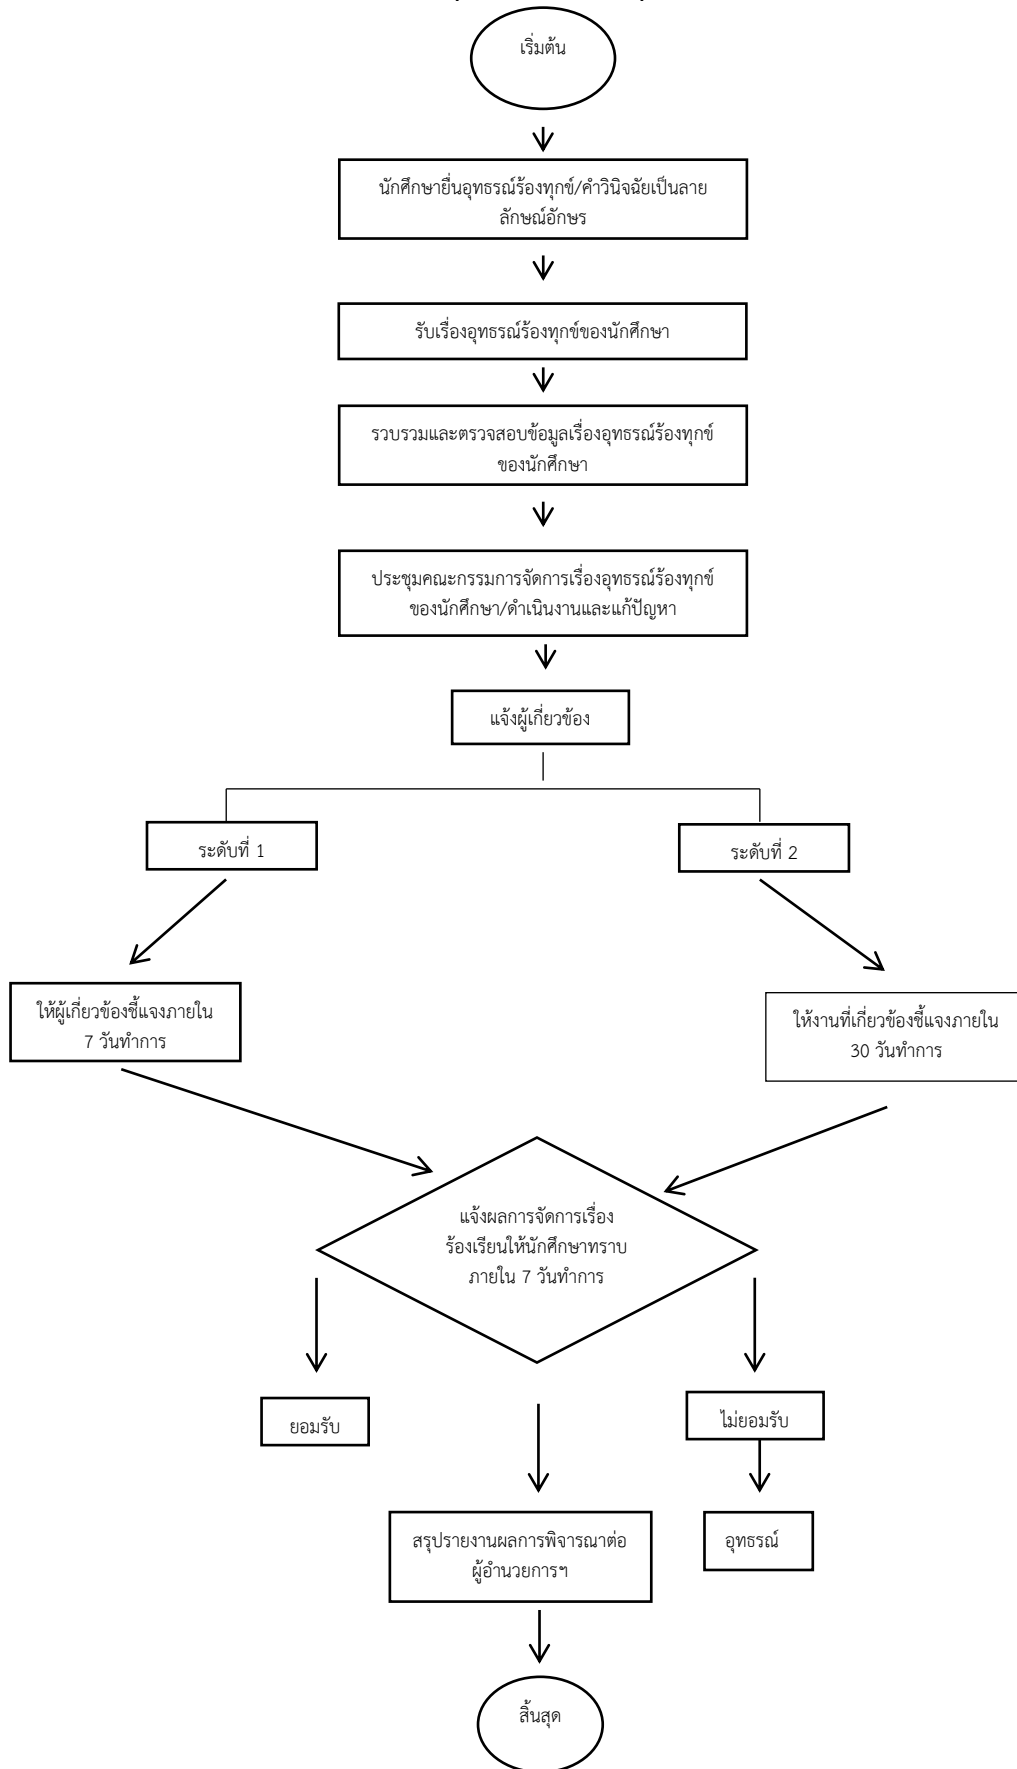 เริ่มต้น
นักศึกษายื่นอุทธรณ์ร้องทุกข์/คำวินิจฉัยเป็นลาย
ลักษณ์อักษร
รับเรื่องอุทธรณ์ร้องทุกข์ของนักศึกษา
รวบรวมและตรวจสอบข้อมูลเรื่องอุทธรณ์ร้องทุกข์
ของนักศึกษา
ประชุมคณะกรรมการจัดการเรื่องอุทธรณ์ร้องทุกข์
ของนักศึกษา/ดำเนินงานและแก้ปัญหา
แจ้งผู้เกี่ยวข้อง
ระดับที่ 1
ระดับที่ 2
ให้ผู้เกี่ยวข้องชี้แจงภายใน
7 วันทำการ
ให้งานที่เกี่ยวข้องชี้แจงภายใน
30 วันทำการ
แจ้งผลการจัดการเรื่อง
ร้องเรียนให้นักศึกษาทราบ
ภายใน 7 วันทำการ
ยอมรับ
ไม่ยอมรับ
สรุปรายงานผลการพิจารณาต่อ
ผู้อำนวยการฯ
อุทธรณ์
สิ้นสุด